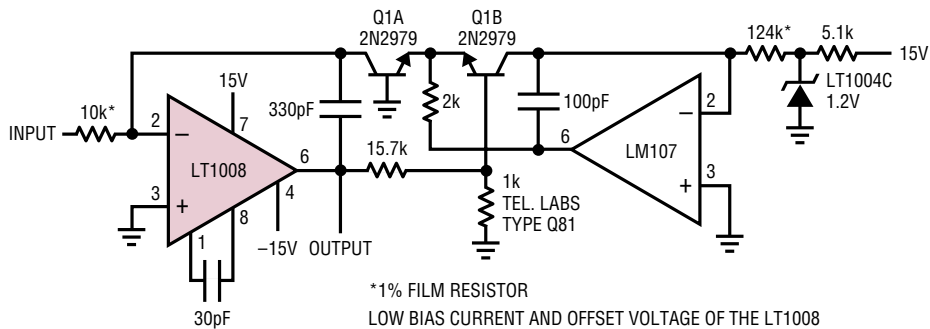 Q1A
2N2979
Q1B
2N2979
124k*
5.1k
15V
LT1004C
1.2V
330pF
2k
100pF
15V
10k*
INPUT
2
7
−
LT1008
6
15.7k
6
2
−
LM107
3
+
3
+
8
4
1
−15V
OUTPUT
1k
TEL. LABS
TYPE Q81
30pF
*1% FILM RESISTOR
LOW BIAS CURRENT AND OFFSET VOLTAGE OF THE LT1008